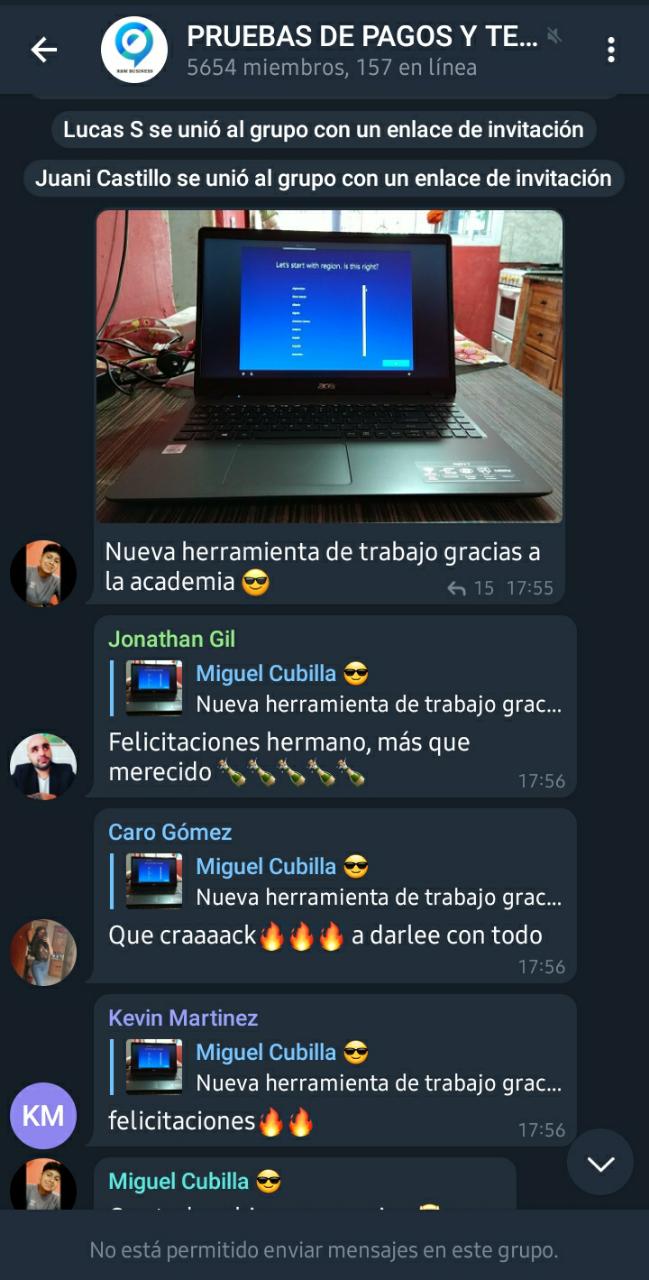 PRUEBAS DE PAGOS Y TE...
5654 miembros, 157 en línea
Lucas S se unió al grupo con un enlace de invitación
Juani Castillo se unió al grupo con un enlace de invitación
Let's start with region. Is this right?
acer
Nueva herramienta de trabajo gracias a
la academia 😎
15 17:55
Jonathan Gil
Miguel Cubilla 😎
Nueva herramienta de trabajo grac...
Felicitaciones hermano, más que
merecido 🍾🍾🍾🍾🍾
17:56
Caro Gómez
Miguel Cubilla 😎
Nueva herramienta de trabajo grac...
Que craaaack🔥🔥🔥 a darlee con todo
17:56
Kevin Martinez
Miguel Cubilla 😎
Nueva herramienta de trabajo grac...
KM
felicitaciones🔥🔥
17:56
Miguel Cubilla 😎
No está permitido enviar mensajes en este grupo.